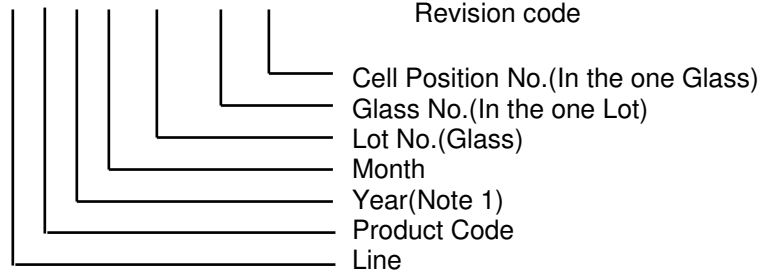 Revision code
Cell Position No.(In the one Glass)
Glass No.(In the one Lot)
Lot No.(Glass)
Month
Year(Note 1)
Product Code
Line